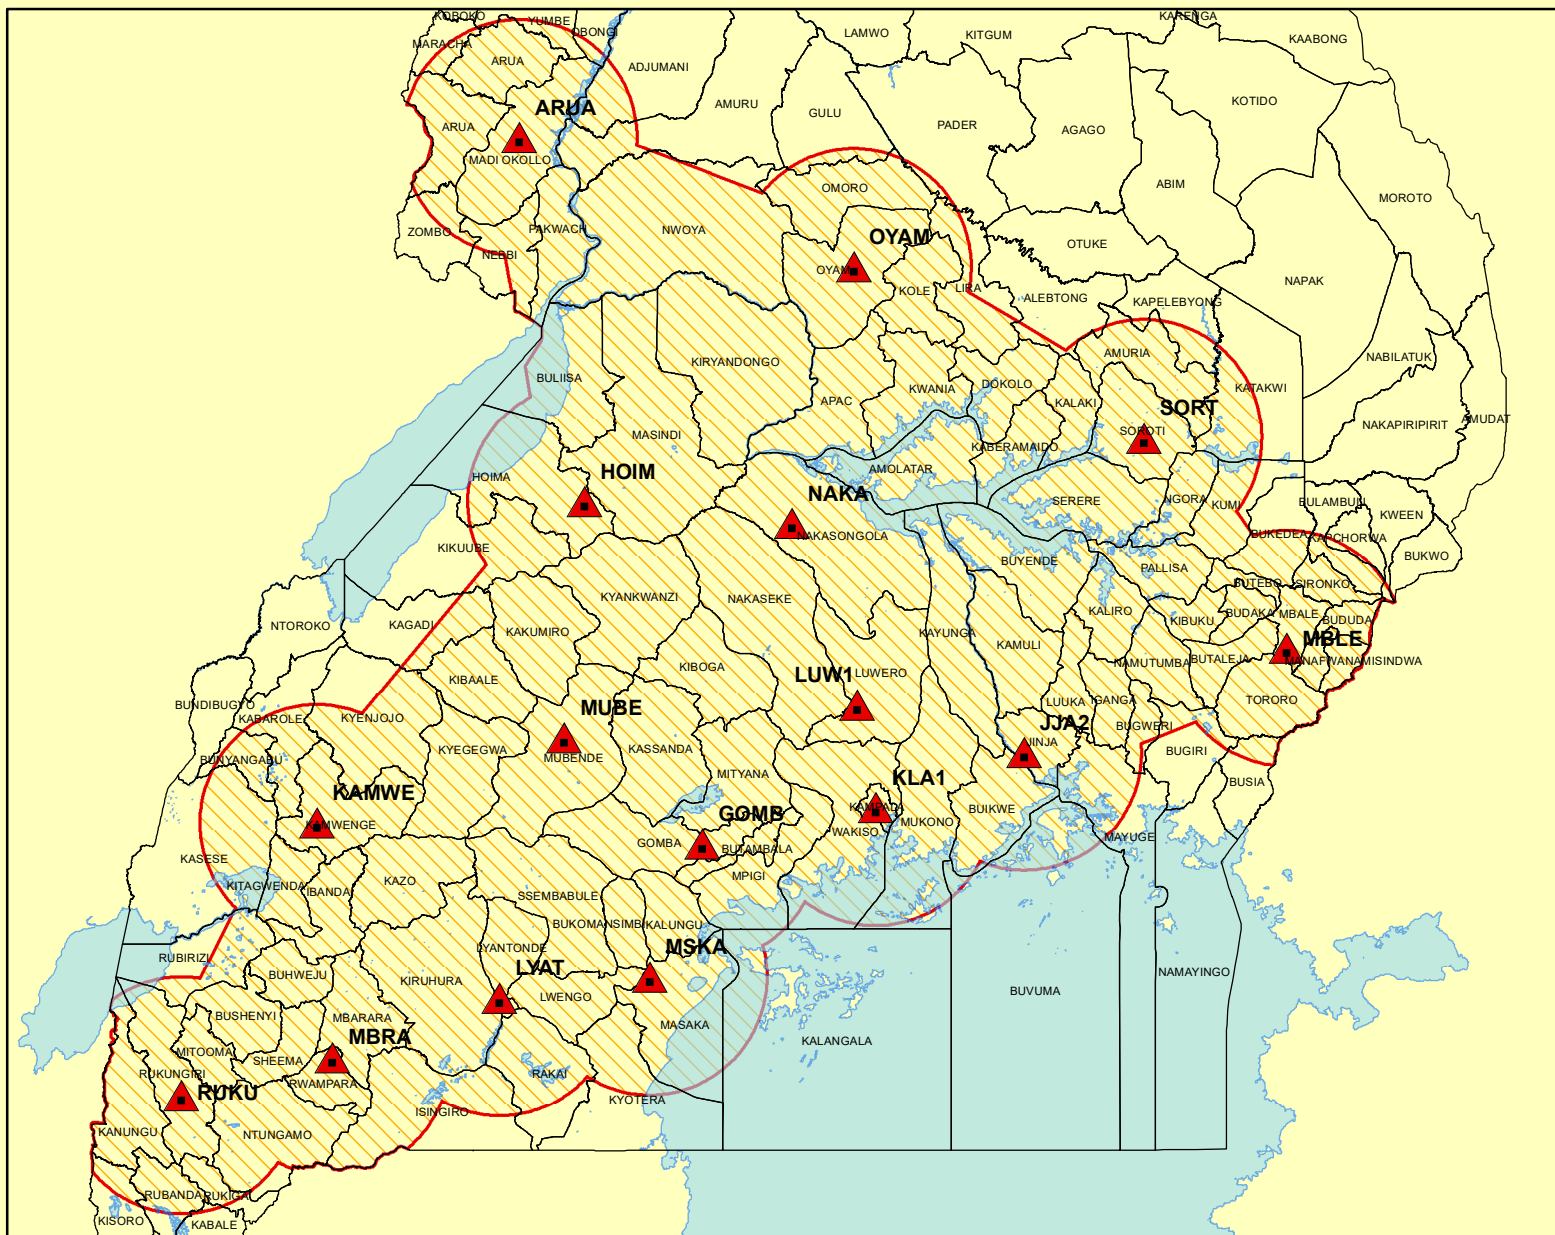 KOBOKO
YUMBE
OBONGI
MARACHA
ARUA
ADJUMANI
LAMWO
KITGUM
KARENGA
KAABONG
ARUA
ARUA
MADI OKOLLO
AMURU
GULU
PADER
AGAGO
KOTIDO
ABIM
MOROTO
ZOMBO
NEBBI
PAKWACH
NWOYA
OMORO
OYAM
OYAM
KOLE
LIRA
OTUKE
ALEBTONG
KAPELEBYONG
NAPAK
BULIISA
KIRYANDONGO
MASINDI
APAC
KWANIA
DOKOLO
KALAKI
AMURIA
KATAKWI
NABILATUK
SORT
SOROTI
NAKAPIRIPIRIT
AMUDAT
HOIMA
HOIM
NAKA
NAKASONGOLA
AMOLATAR
KABERAMAIDO
SERERE
NGORA
KUMI
BULAMBULI
KWEEN
BUKEDEA
KAPCHORWA
BUKWO
KIKUUBE
BUYENDE
PALLISA
BUTEBO
SIRONKO
NTOROKO
KAGADI
KAKUMIRO
KYANKWANZI
NAKASEKE
KAYUNGA
KAMULI
KALIRO
KIBUKU
BUDAKA
MBALE
BUDUDA
MBLE
MANAFWA
NAMISINDWA
NAMUTUMBA
BUTALEJA
TORORO
KIBAALE
KIBOGA
LUW1
LUWERO
LUUKA
IGANGA
BUGWERI
BUGIRI
BUSIA
BUNDIBUGYO
KABAROLE
KYENJOJO
BUNYANGABU
KYEGEGWA
MUBE
MUBENDE
KASSANDA
MITYANA
JJA2
JINJA
KAMWE
KAMWENGE
GOMB
GOMBA
BUTAMBALA
MPIGI
KLA1
KAMPALA
WAKISO
MUKONO
BUIKWE
MAYUGE
KASESE
KITAGWENDA
IBANDA
KAZO
SSEMBABULE
BUKOMANSIMBI
KALUNGU
RUBIRIZI
BUHWEJU
KIRUHURA
LYANTONDE
LYAT
LWENGO
MSKA
MASAKA
BUVUMA
NAMAYINGO
KALANGALA
BUSHENYI
MBARARA
MBRA
MITOOMA
SHEEMA
RWAMPARA
RUKUNGIRI
RUKU
ISINGIRO
RAKAI
KYOTERA
KANUNGU
NTUNGAMO
RUBANDA
RUKIGA
KISORO
KABALE